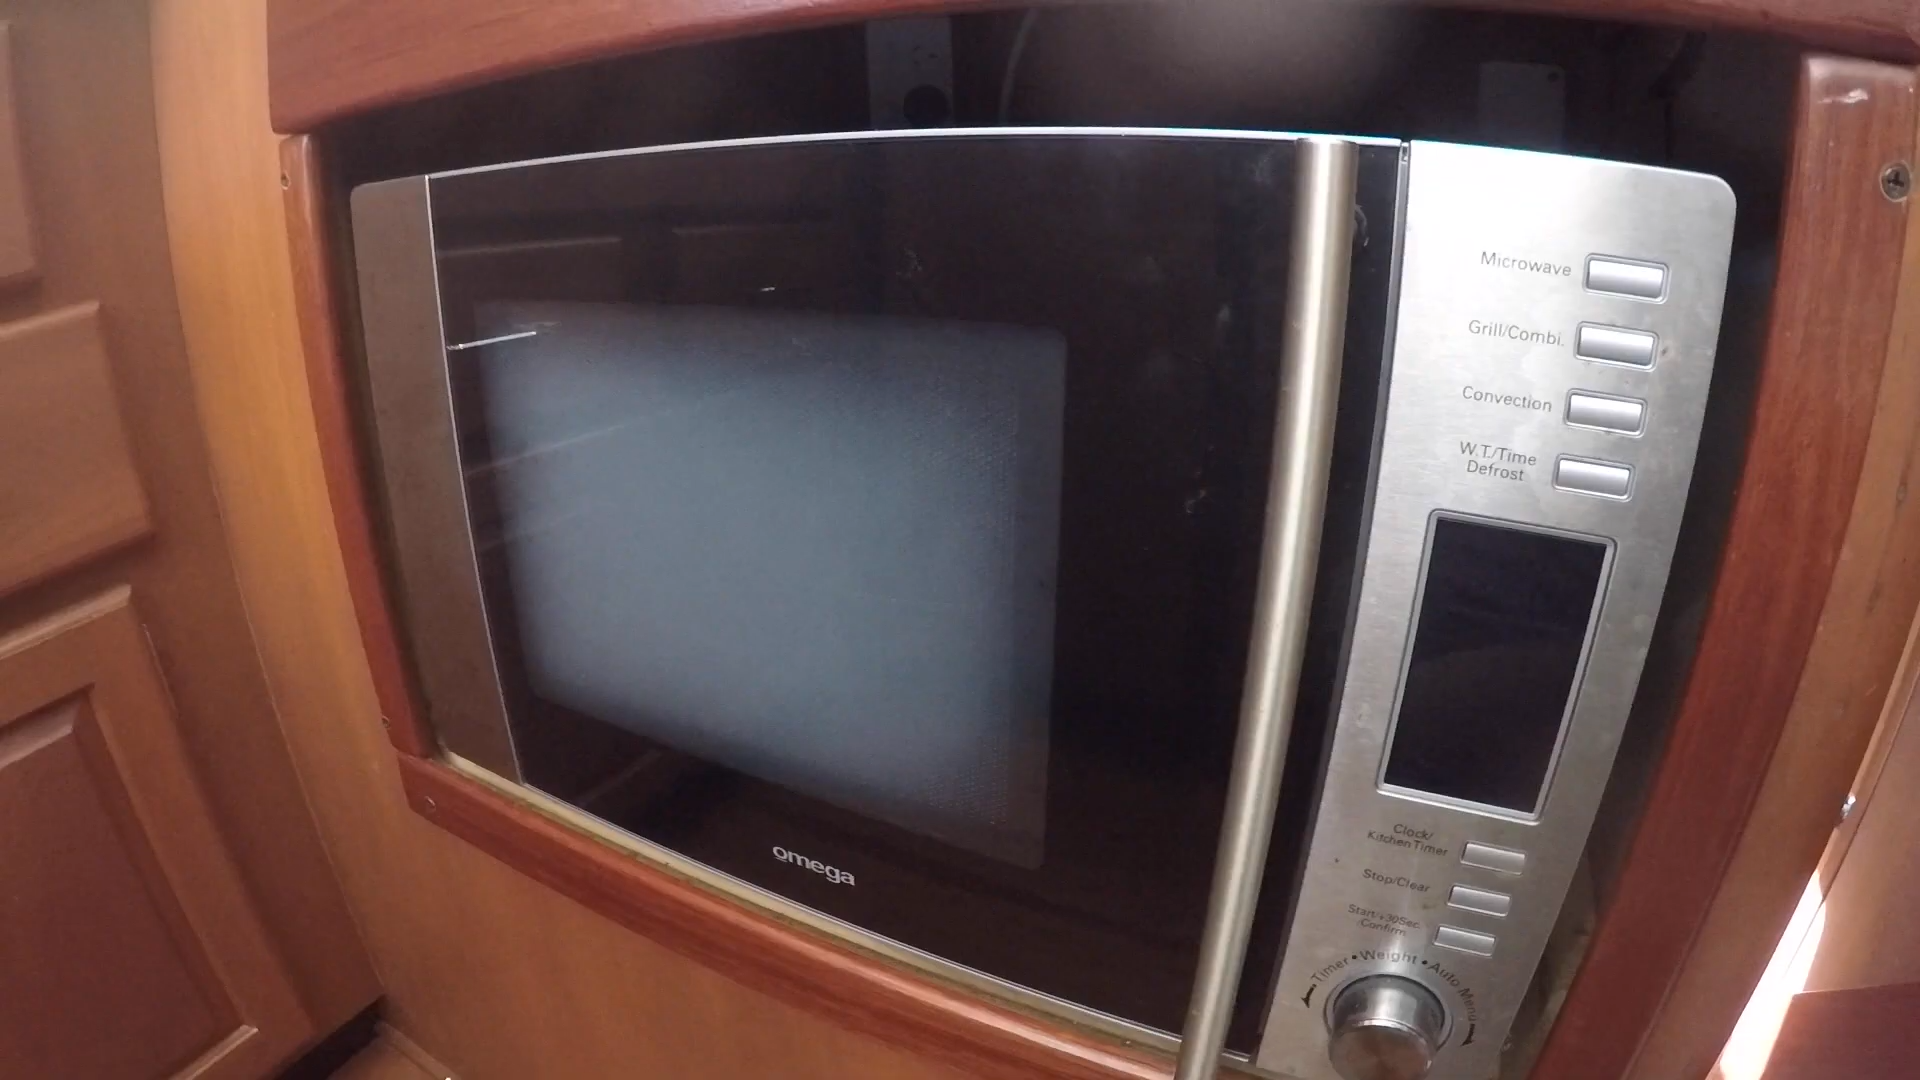 Microwave
Grill/Combi.
Convection
W.T./Time
Defrost
Clock/
Kitchen Timer
Stop/Clear
Start/+30Sec.
/Confirm
Timer • Weight • Auto Menu
omega